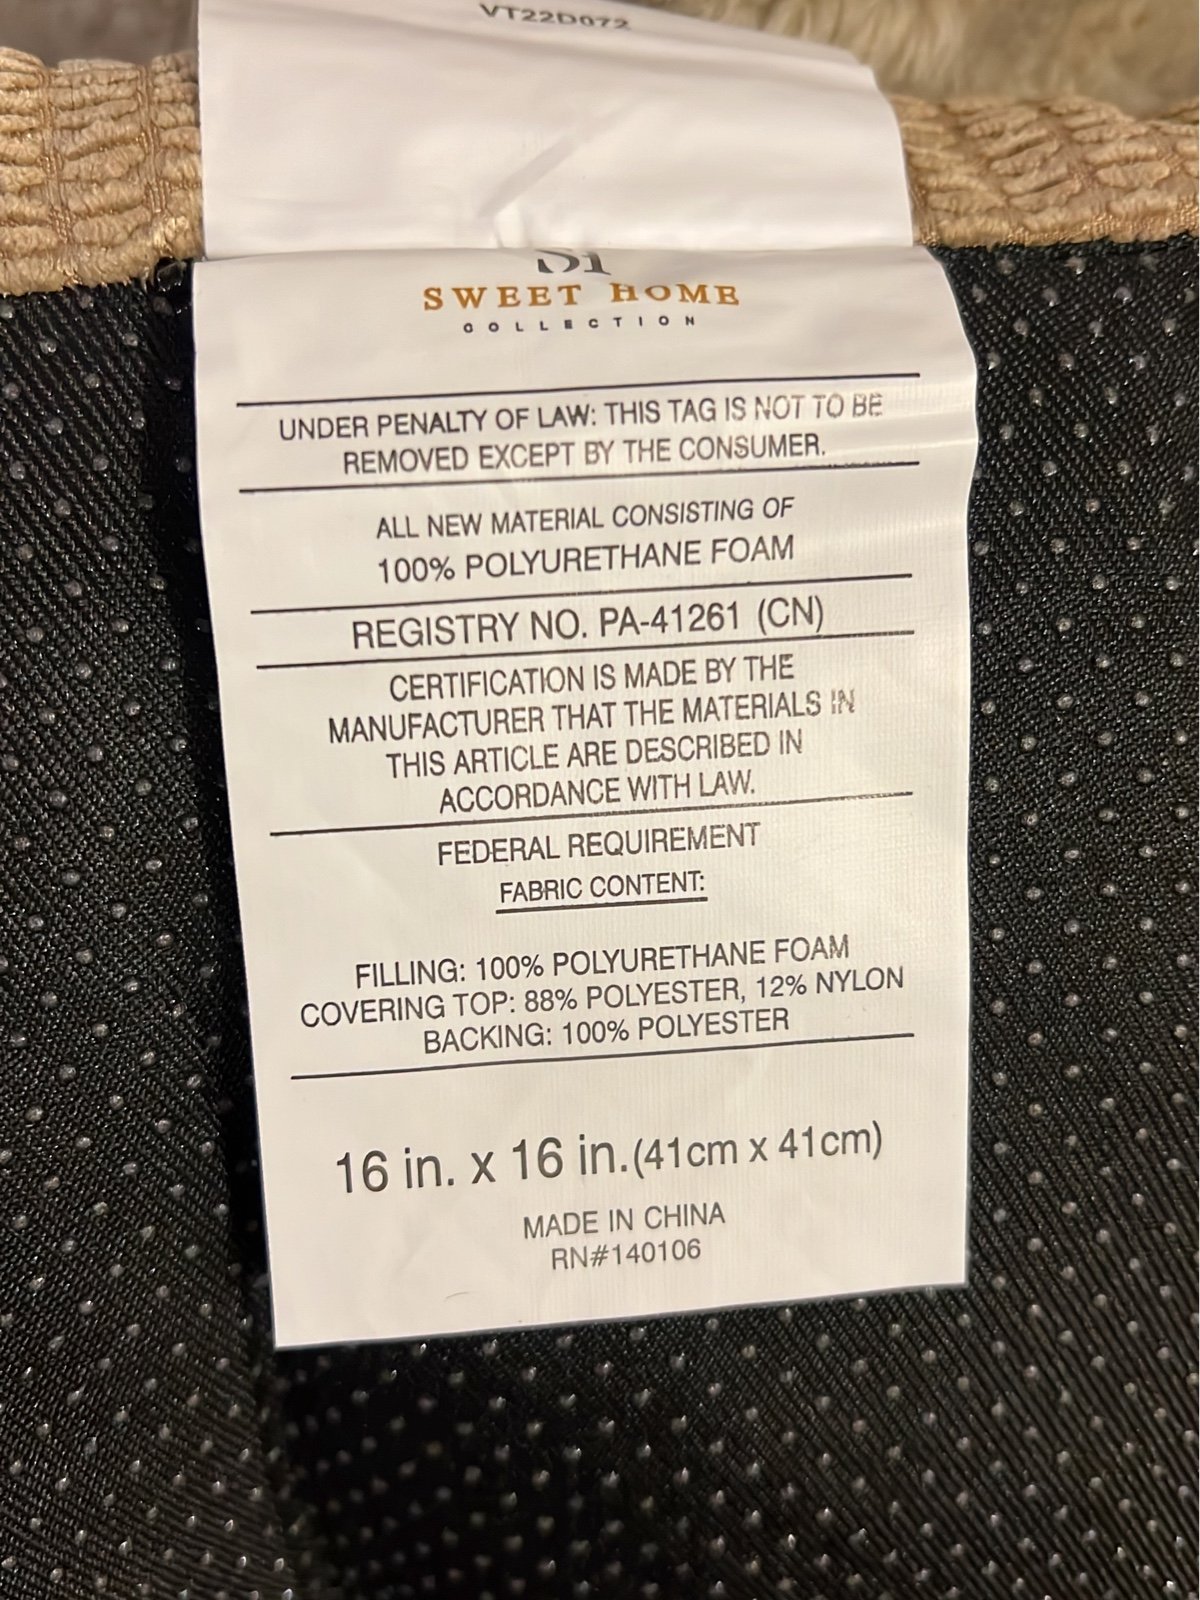 VT22D072
SWEET HOME
COLLECTION
UNDER PENALTY OF LAW: THIS TAG IS NOT TO BE
REMOVED EXCEPT BY THE CONSUMER.
ALL NEW MATERIAL CONSISTING OF
100% POLYURETHANE FOAM
REGISTRY NO. PA-41261 (CN)
CERTIFICATION IS MADE BY THE
MANUFACTURER THAT THE MATERIALS IN
THIS ARTICLE ARE DESCRIBED IN
ACCORDANCE WITH LAW.
FEDERAL REQUIREMENT
FABRIC CONTENT:
FILLING: 100% POLYURETHANE FOAM
COVERING TOP: 88% POLYESTER, 12% NYLON
BACKING: 100% POLYESTER
16 in. x 16 in.(41cm x 41cm)
MADE IN CHINA
RN#140106